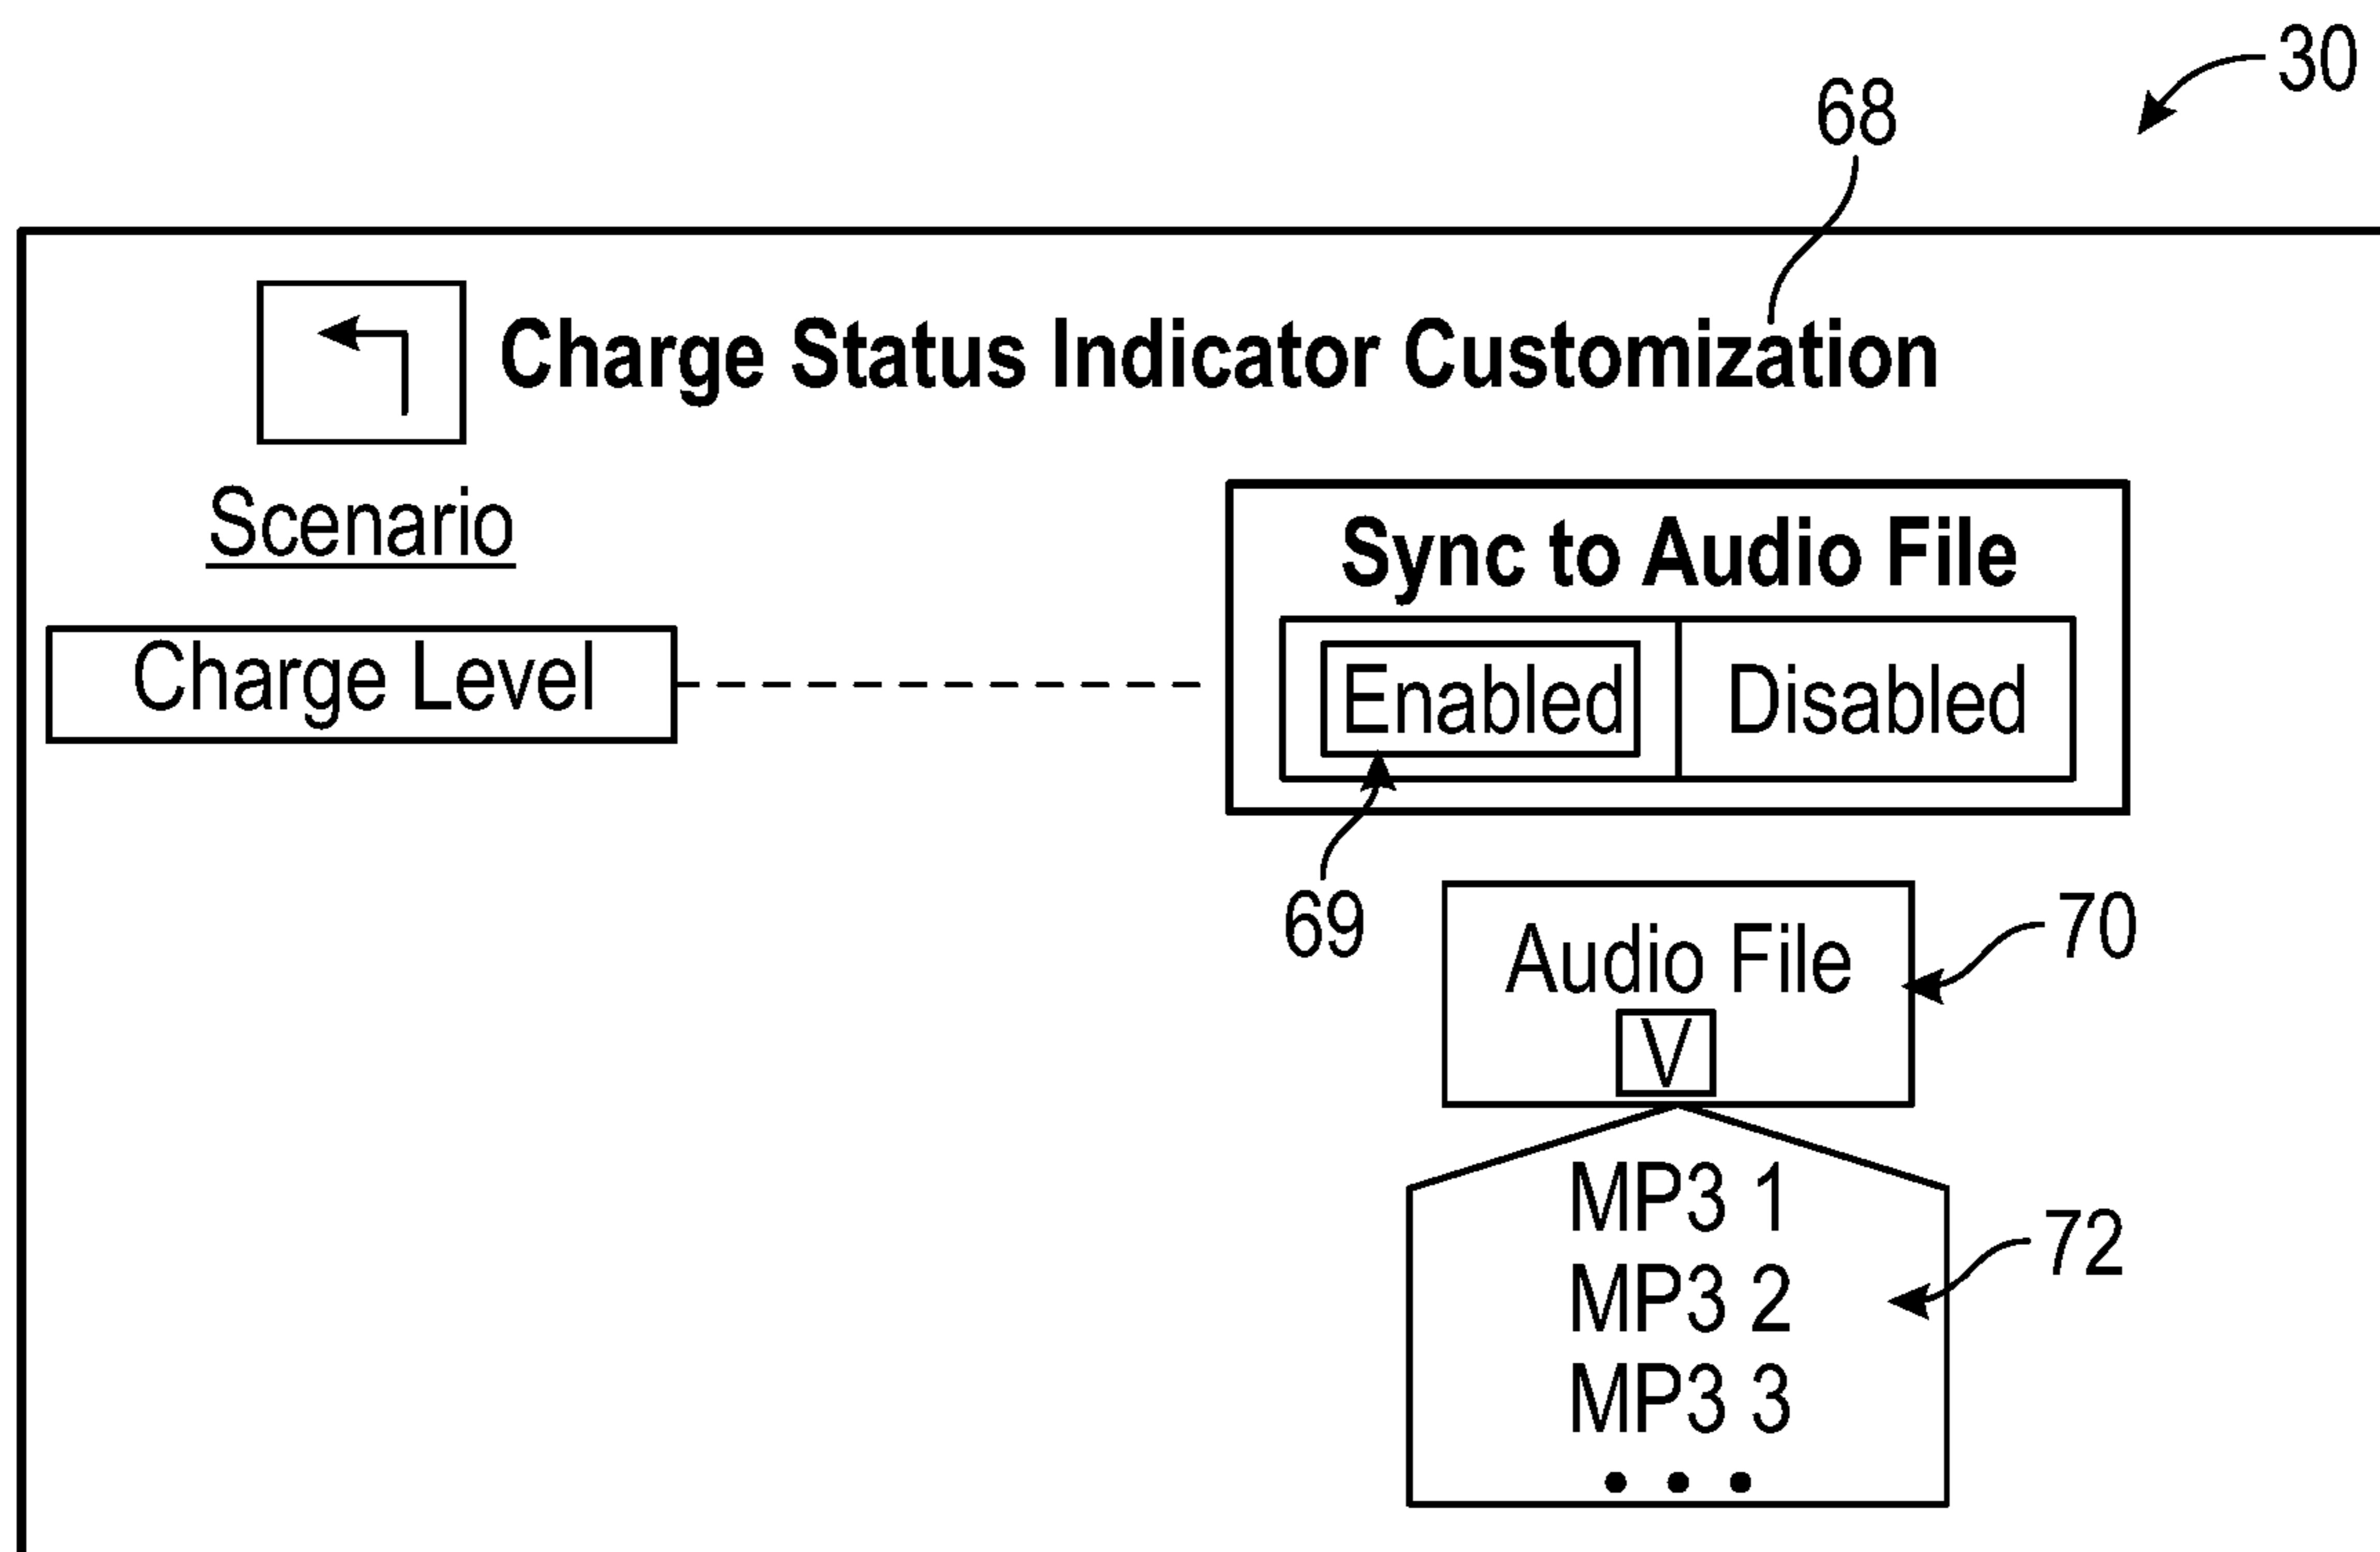 30
68
Charge Status Indicator Customization
Scenario
Sync to Audio File
Charge Level
Enabled
Disabled
69
70
Audio File
V
MP3 1
72
MP3 2
MP3 3
• • •